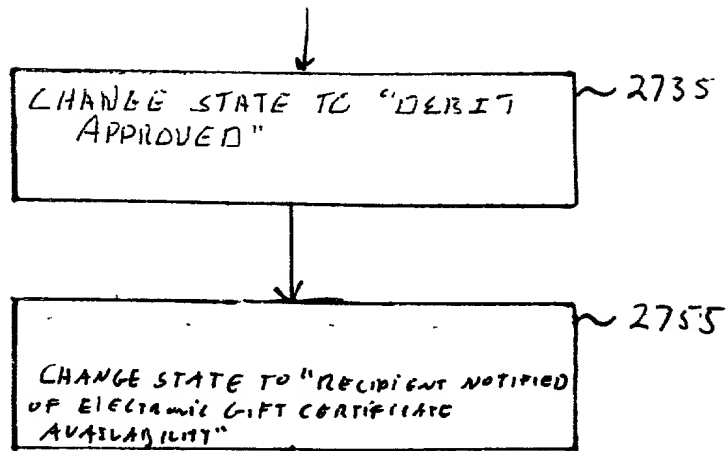 CHANGE STATE TO "DEBIT
APPROVED"
2735
CHANGE STATE TO "RECIPIENT NOTIFIED
OF ElECTRONIC GIFT CERTIFICATE
AVAILABILITY"
2755